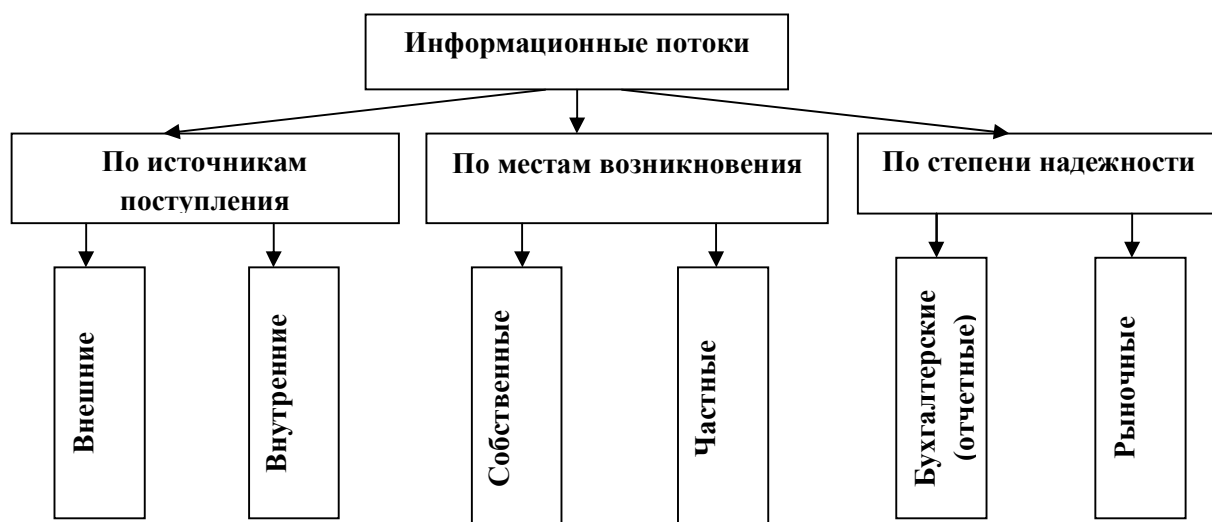 Информационные потоки
По источникам
поступления
По местам возникновения
По степени надежности
Внешние
Внутренние
Собственные
Частные
Бухгалтерские
(отчетные)
Рыночные